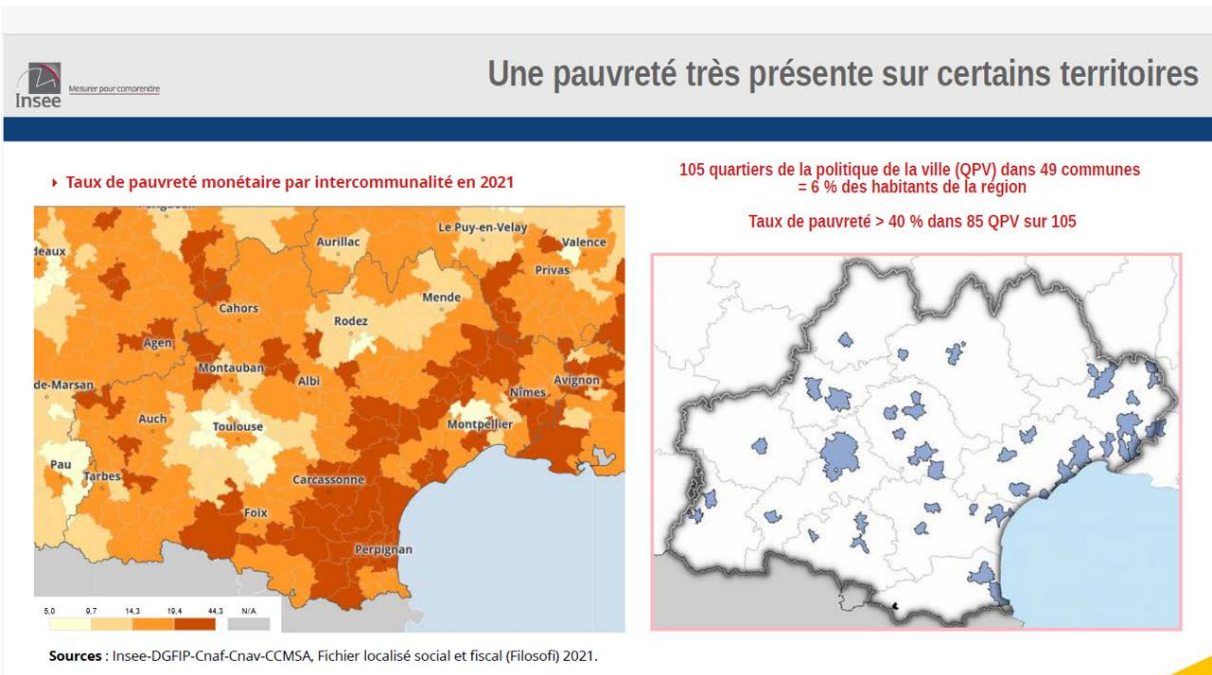 Insee
Mesurer pour comprendre
Une pauvreté très présente sur certains territoires
Taux de pauvreté monétaire par intercommunalité en 2021
105 quartiers de la politique de la ville (QPV) dans 49 communes
= 6 % des habitants de la région
Taux de pauvreté > 40 % dans 85 QPV sur 105
Aurillac
Le Puy-en-Velay
Valence
deaux
Privas
Mende
Cahors
Rodez
Agen
Montauban
Albi
Nîmes
Avignon
de-Marsan
Auch
Toulouse
Montpellier
Pau
Tarbes
Carcassonne
Foix
Perpignan
5,0 9,7 14,3 19,4 44,3 N/A
Sources : Insee-DGFIP-Cnaf-Cnav-CCMSA, Fichier localisé social et fiscal (Filosofi) 2021.